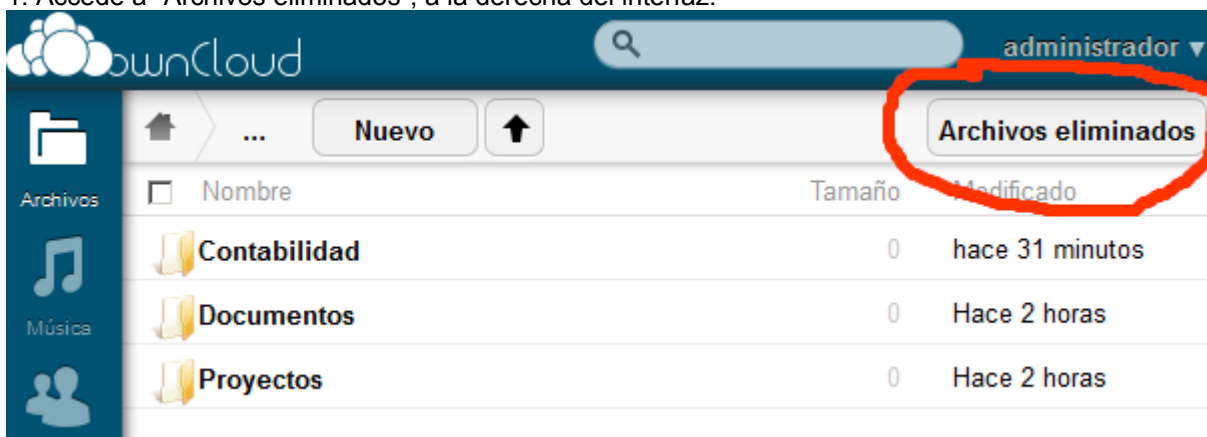 1. Accede a "Archivos eliminados", a la derecha del interfaz.
ownCloud
administrador
... Nuevo Archivos eliminados
Archivos
Nombre Tamaño Modificado
Contabilidad 0 hace 31 minutos
Música
Documentos 0 Hace 2 horas
Proyectos 0 Hace 2 horas